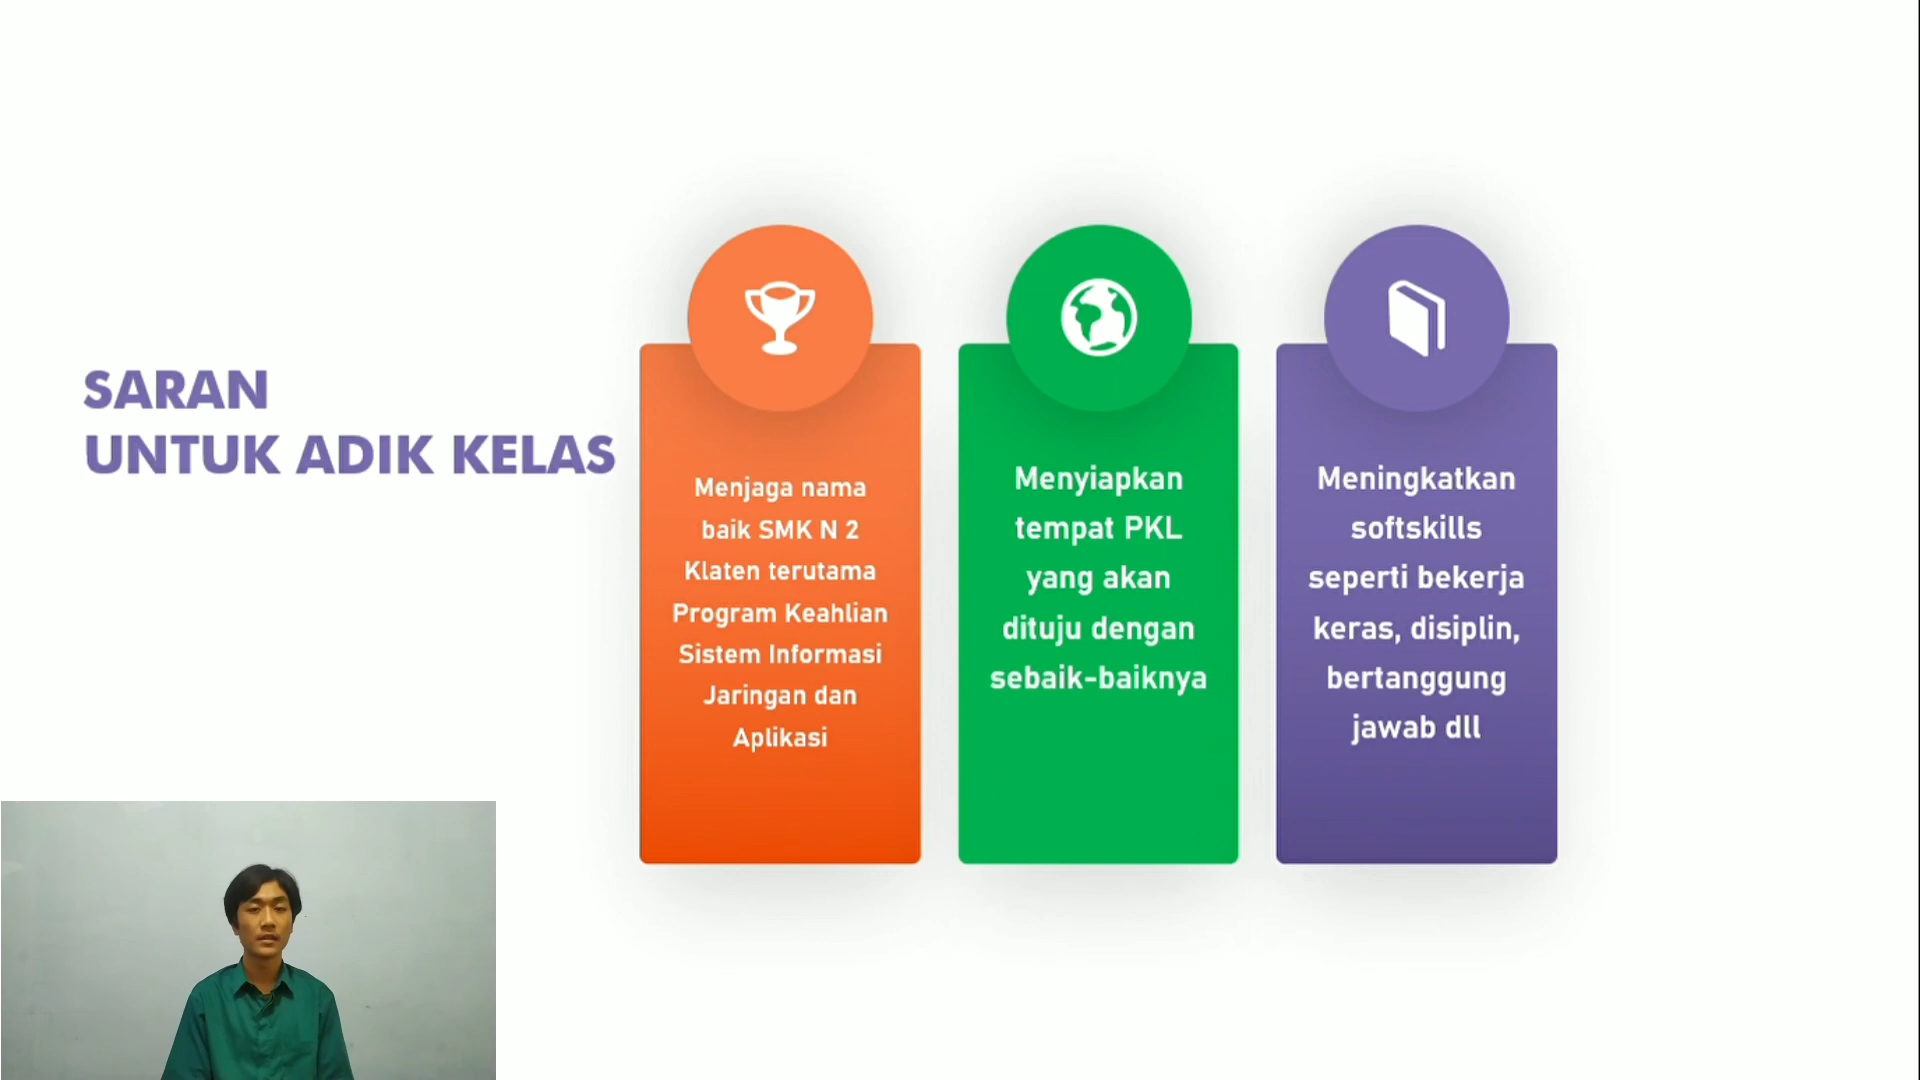 SARAN
UNTUK ADIK KELAS
Menjaga nama
baik SMK N 2
Klaten terutama
Program Keahlian
Sistem Informasi
Jaringan dan
Aplikasi
Menyiapkan
tempat PKL
yang akan
dituju dengan
sebaik-baiknya
Meningkatkan
softskills
seperti bekerja
keras, disiplin,
bertanggung
jawab dll